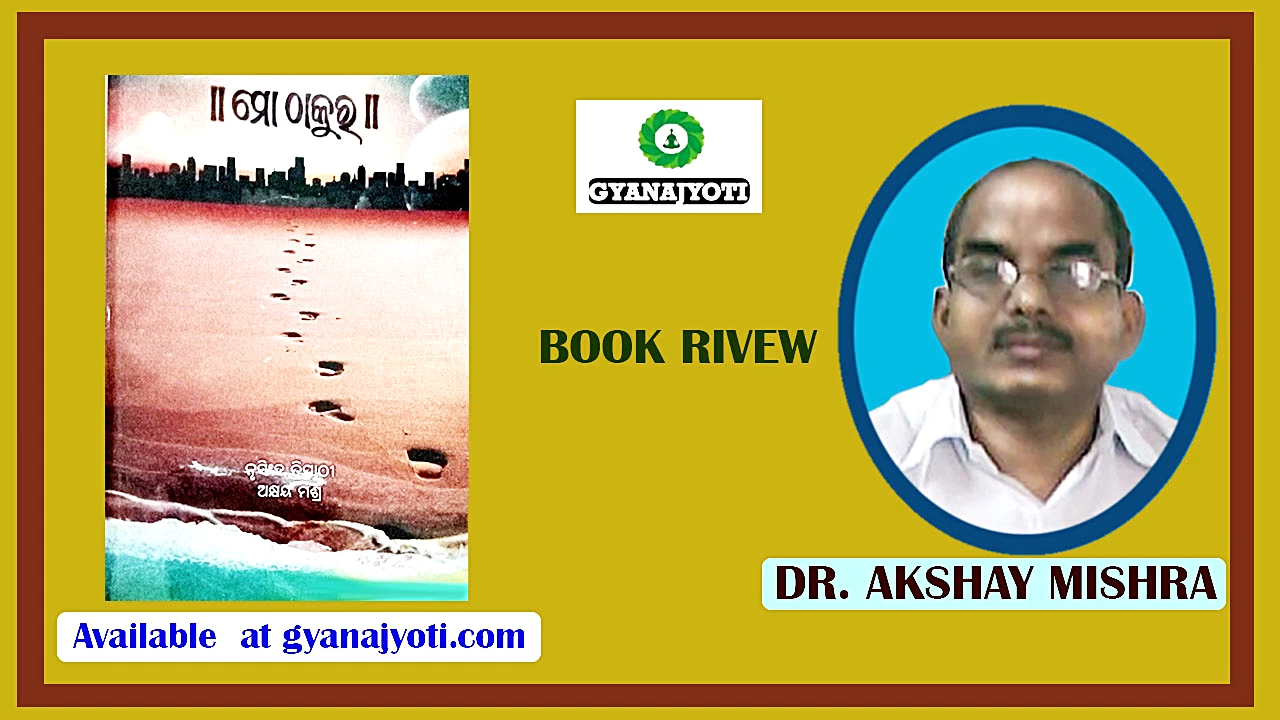 ॥ ମୋ ଠାକୁର ॥
ନୃସିଂହ ତ୍ରିପାଠୀ
ଅକ୍ଷୟ ମିଶ୍ର
Available at gyanajyoti.com
GYANAJYOTI
BOOK RIVEW
DR. AKSHAY MISHRA